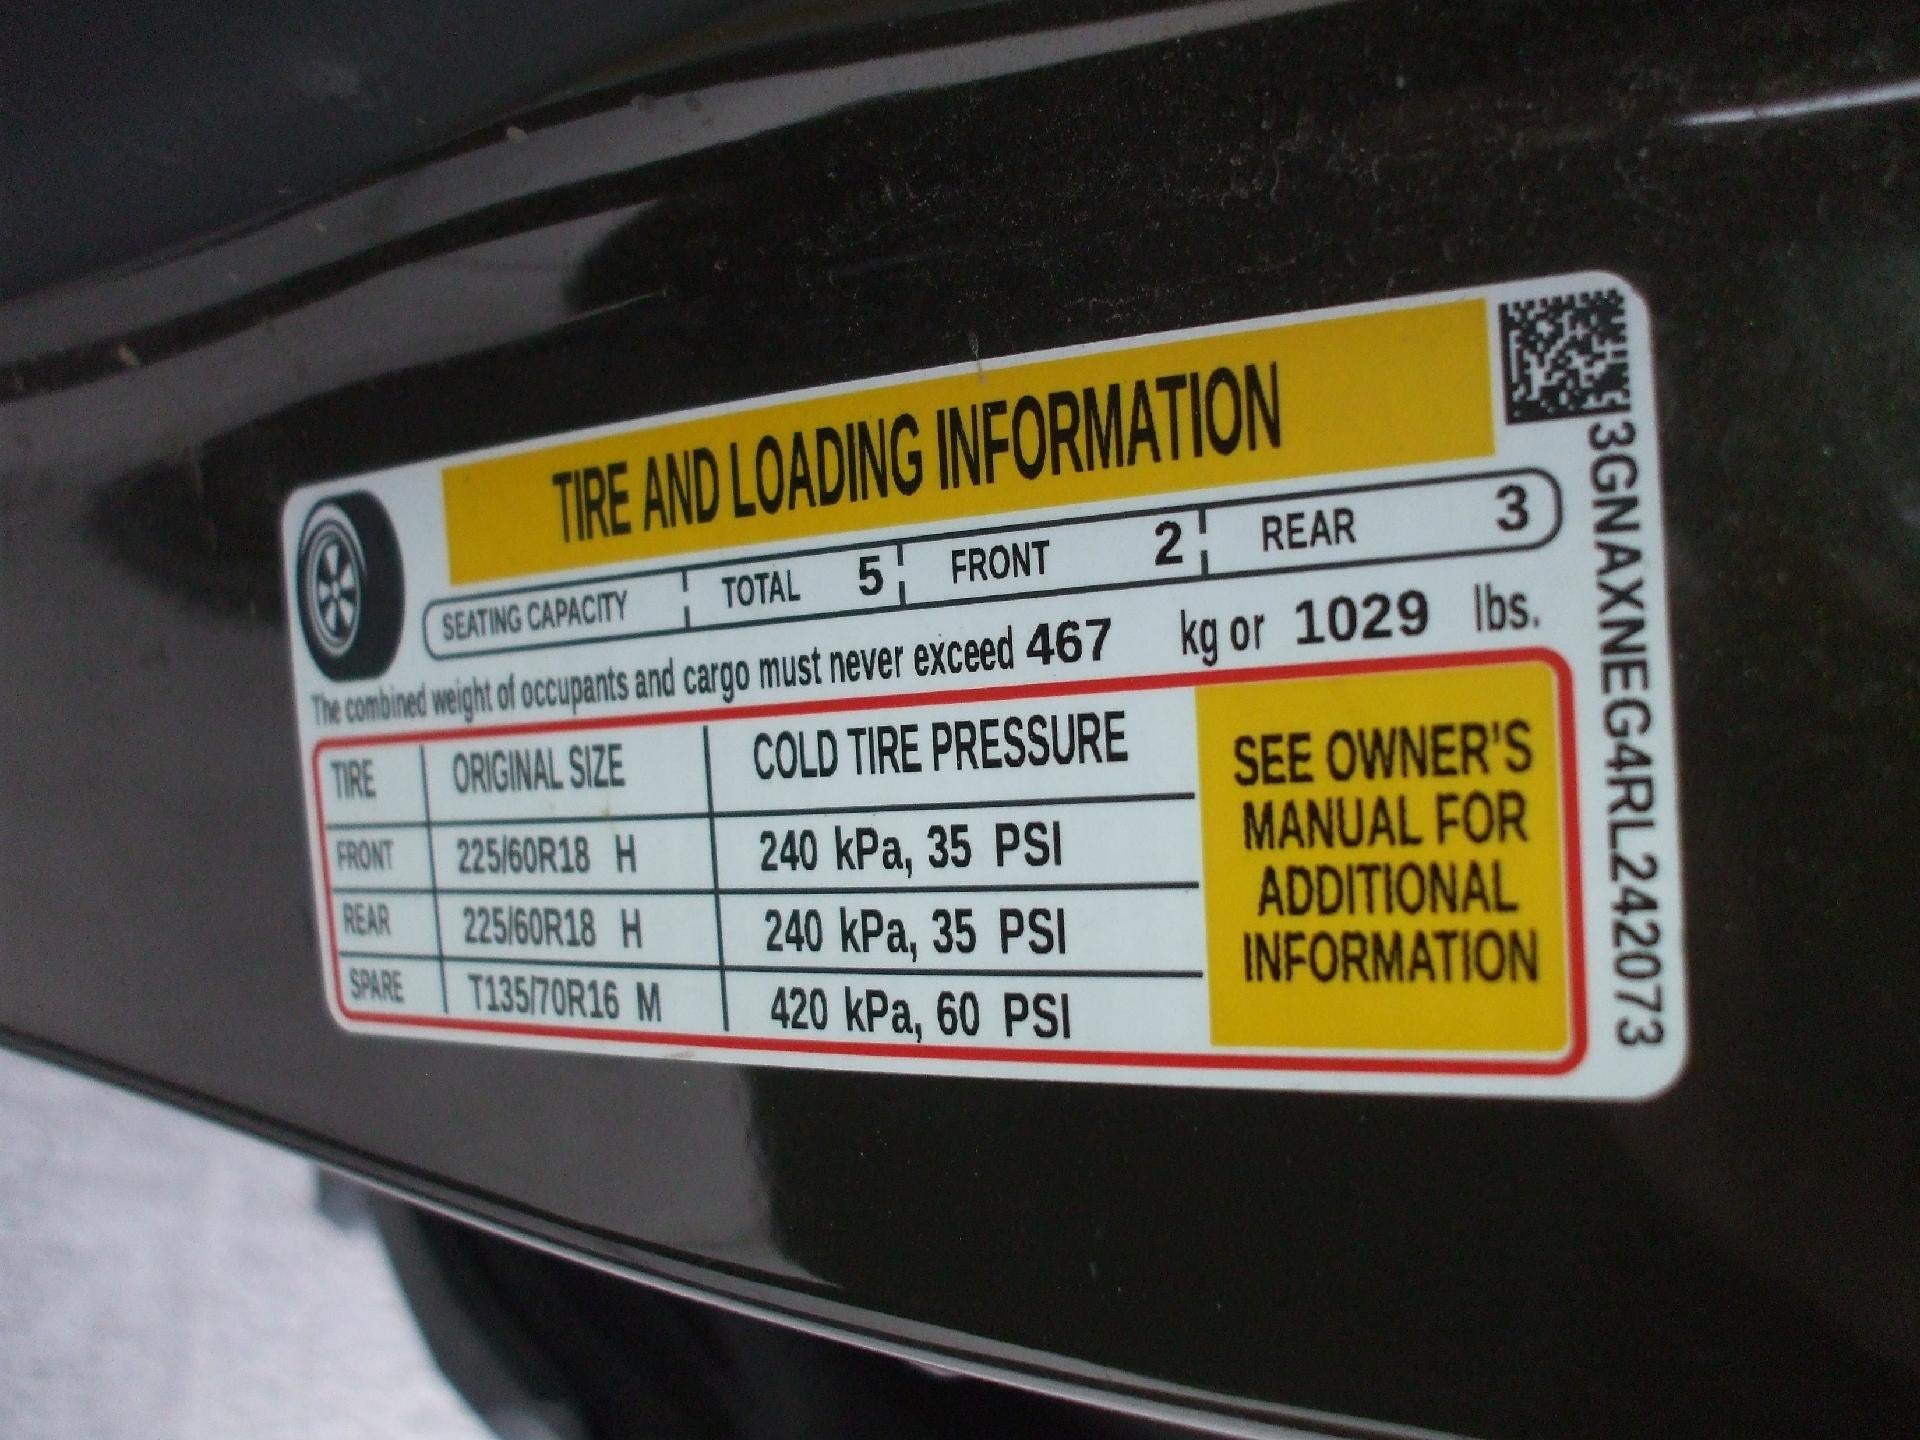 TIRE AND LOADING INFORMATION
SEATING CAPACITY TOTAL 5 FRONT 2 REAR 3
The combined weight of occupants and cargo must never exceed 467 kg or 1029 lbs.
TIRE ORIGINAL SIZE COLD TIRE PRESSURE
FRONT 225/60R18 H 240 kPa, 35 PSI
REAR 225/60R18 H 240 kPa, 35 PSI
SPARE T135/70R16 M 420 kPa, 60 PSI
SEE OWNER'S
MANUAL FOR
ADDITIONAL
INFORMATION
3GNAXNEG4RL242073